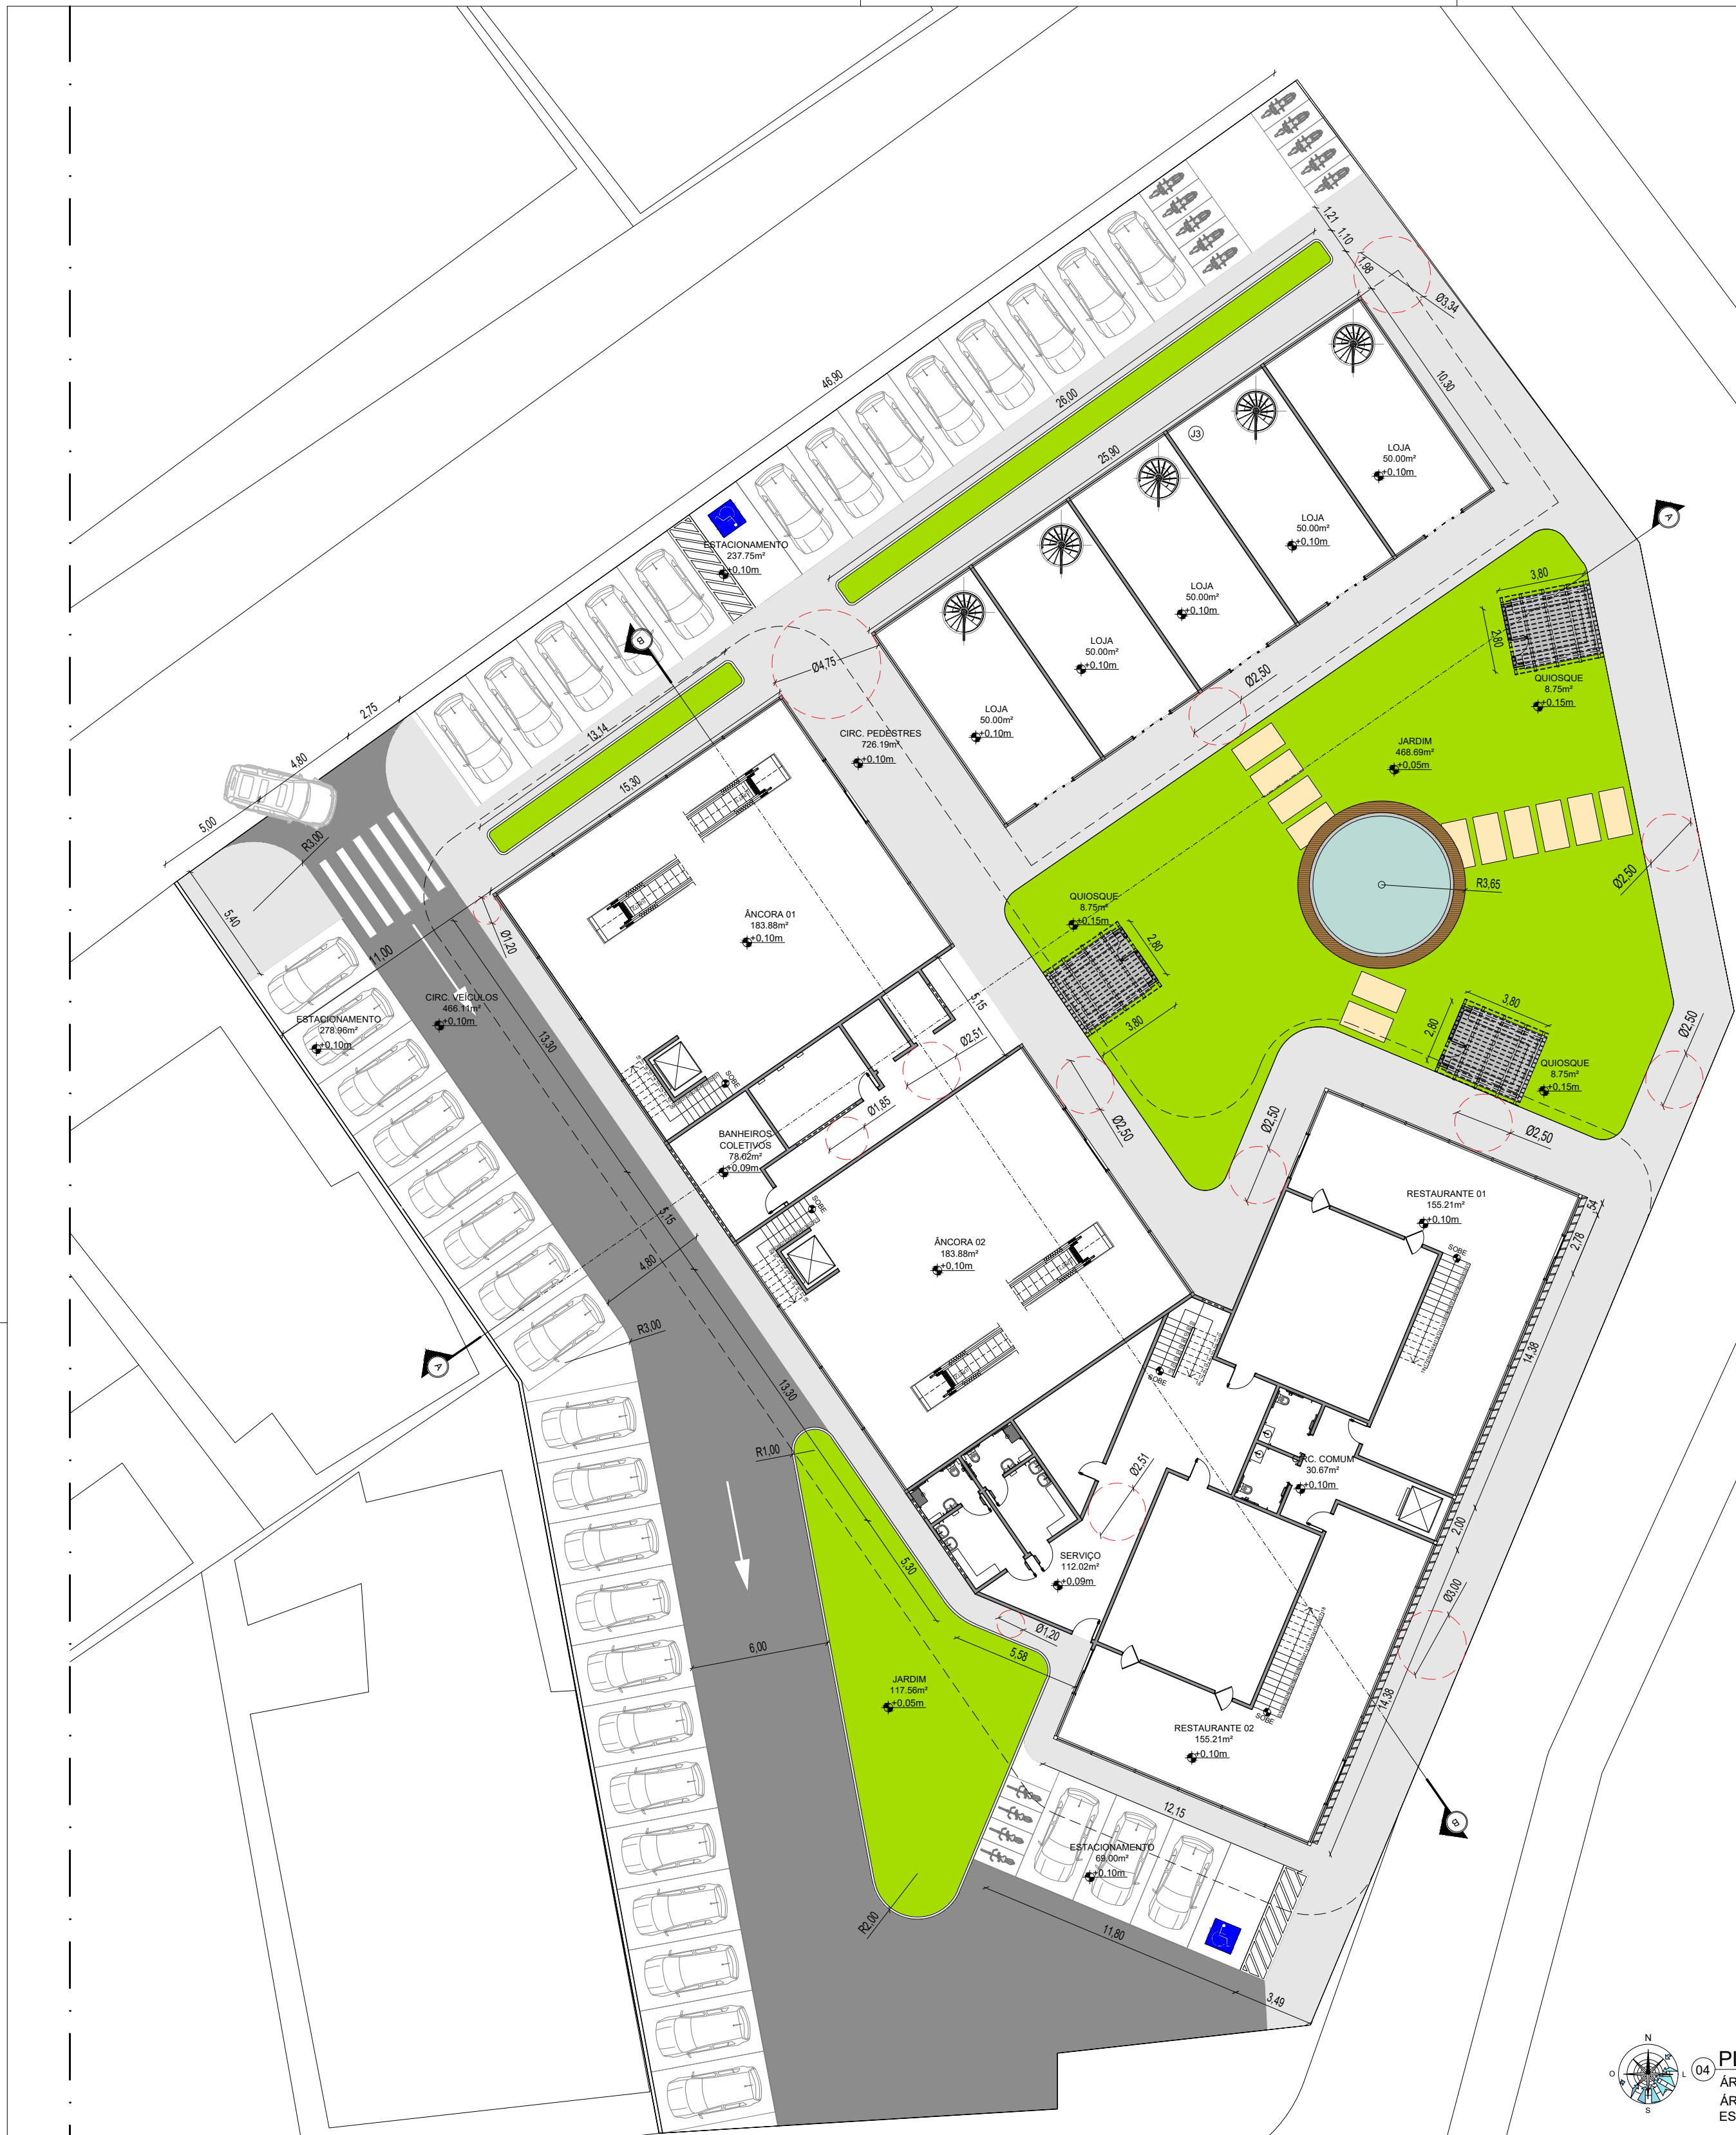 46,90
1,21
1,10
1,98
Ø3,34
10,30
26,00
25,90
J3
LOJA
50.00m²
+0,10m
LOJA
50.00m²
+0,10m
LOJA
50.00m²
+0,10m
LOJA
50.00m²
+0,10m
LOJA
50.00m²
+0,10m
A
ESTACIONAMENTO
237.75m²
+0,10m
B
Ø4,75
3,80
2,80
QUIOSQUE
8.75m²
+0,15m
Ø2,50
2,75
13,14
CIRC. PEDESTRES
726.19m²
+0,10m
JARDIM
468.69m²
+0,05m
4,80
5,00
15,30
R3,00
5,40
Ø2,50
R3,65
QUIOSQUE
8.75m²
+0,15m
2,80
3,80
ÂNCORA 01
183.88m²
+0,10m
Ø1,20
11,00
CIRC. VEÍCULOS
466.11m²
+0,10m
ESTACIONAMENTO
278.96m²
+0,10m
13,30
5,15
Ø2,51
3,80
2,80
Ø2,50
QUIOSQUE
8.75m²
+0,15m
SOBE
Ø1,85
Ø2,50
Ø2,50
Ø2,50
BANHEIROS
COLETIVOS
78.02m²
+0,09m
SOBE
5,15
4,80
ÂNCORA 02
183.88m²
+0,10m
RESTAURANTE 01
155.21m²
+0,10m
,54
2,78
SOBE
R3,00
A
13,30
SOBE
14,38
R1,00
Ø2,51
RC. COMUM
30.67m²
+0,10m
2,00
5,30
SERVIÇO
112.02m²
+0,09m
Ø3,00
Ø1,20
5,58
6,00
JARDIM
117.56m²
+0,05m
14,38
SOBE
RESTAURANTE 02
155.21m²
+0,10m
12,15
B
ESTACIONAMENTO
69.00m²
+0,10m
R2,00
11,80
3,49
N
O
L
S
04
PL
ÁR
ÁR
ES